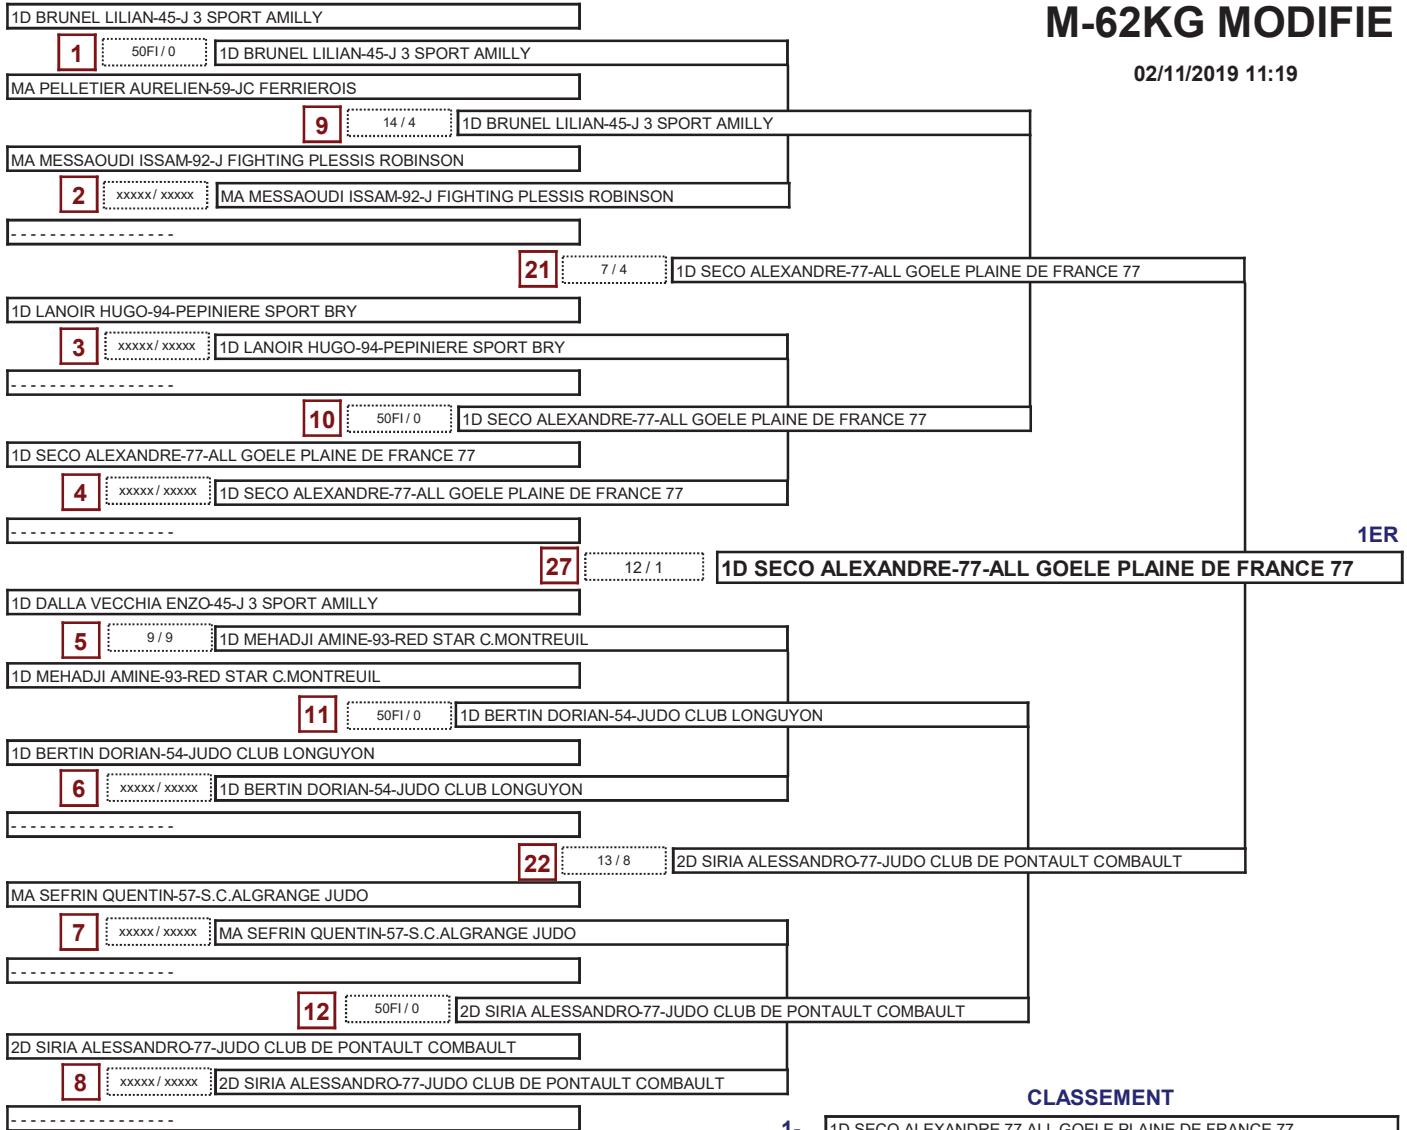 M-62KG MODIFIE
02/11/2019 11:19
1D BRUNEL LILIAN-45-J 3 SPORT AMILLY
1 50FI / 0 1D BRUNEL LILIAN-45-J 3 SPORT AMILLY
MA PELLETIER AURELIEN-59-JC FERRIEROIS
9 14 / 4 1D BRUNEL LILIAN-45-J 3 SPORT AMILLY
MA MESSAOUDI ISSAM-92-J FIGHTING PLESSIS ROBINSON
2 xxxxx / xxxxx MA MESSAOUDI ISSAM-92-J FIGHTING PLESSIS ROBINSON
- - - - - - - - - - - - - - - - -
21 7 / 4 1D SECO ALEXANDRE-77-ALL GOELE PLAINE DE FRANCE 77
1D LANOIR HUGO-94-PEPINIERE SPORT BRY
3 xxxxx / xxxxx 1D LANOIR HUGO-94-PEPINIERE SPORT BRY
- - - - - - - - - - - - - - - - -
10 50FI / 0 1D SECO ALEXANDRE-77-ALL GOELE PLAINE DE FRANCE 77
1D SECO ALEXANDRE-77-ALL GOELE PLAINE DE FRANCE 77
4 xxxxx / xxxxx 1D SECO ALEXANDRE-77-ALL GOELE PLAINE DE FRANCE 77
- - - - - - - - - - - - - - - - -
1ER
27 12 / 1 1D SECO ALEXANDRE-77-ALL GOELE PLAINE DE FRANCE 77
1D DALLA VECCHIA ENZO-45-J 3 SPORT AMILLY
5 9 / 9 1D MEHADJI AMINE-93-RED STAR C.MONTREUIL
1D MEHADJI AMINE-93-RED STAR C.MONTREUIL
11 50FI / 0 1D BERTIN DORIAN-54-JUDO CLUB LONGUYON
1D BERTIN DORIAN-54-JUDO CLUB LONGUYON
6 xxxxx / xxxxx 1D BERTIN DORIAN-54-JUDO CLUB LONGUYON
- - - - - - - - - - - - - - - - -
22 13 / 8 2D SIRIA ALESSANDRO-77-JUDO CLUB DE PONTAULT COMBAULT
MA SEFRIN QUENTIN-57-S.C.ALGRANGE JUDO
7 xxxxx / xxxxx MA SEFRIN QUENTIN-57-S.C.ALGRANGE JUDO
- - - - - - - - - - - - - - - - -
12 50FI / 0 2D SIRIA ALESSANDRO-77-JUDO CLUB DE PONTAULT COMBAULT
2D SIRIA ALESSANDRO-77-JUDO CLUB DE PONTAULT COMBAULT
8 xxxxx / xxxxx 2D SIRIA ALESSANDRO-77-JUDO CLUB DE PONTAULT COMBAULT
- - - - - - - - - - - - - - - - -
CLASSEMENT
1- 1D SECO ALEXANDRE-77-ALL GOELE PLAINE DE FRANCE 77